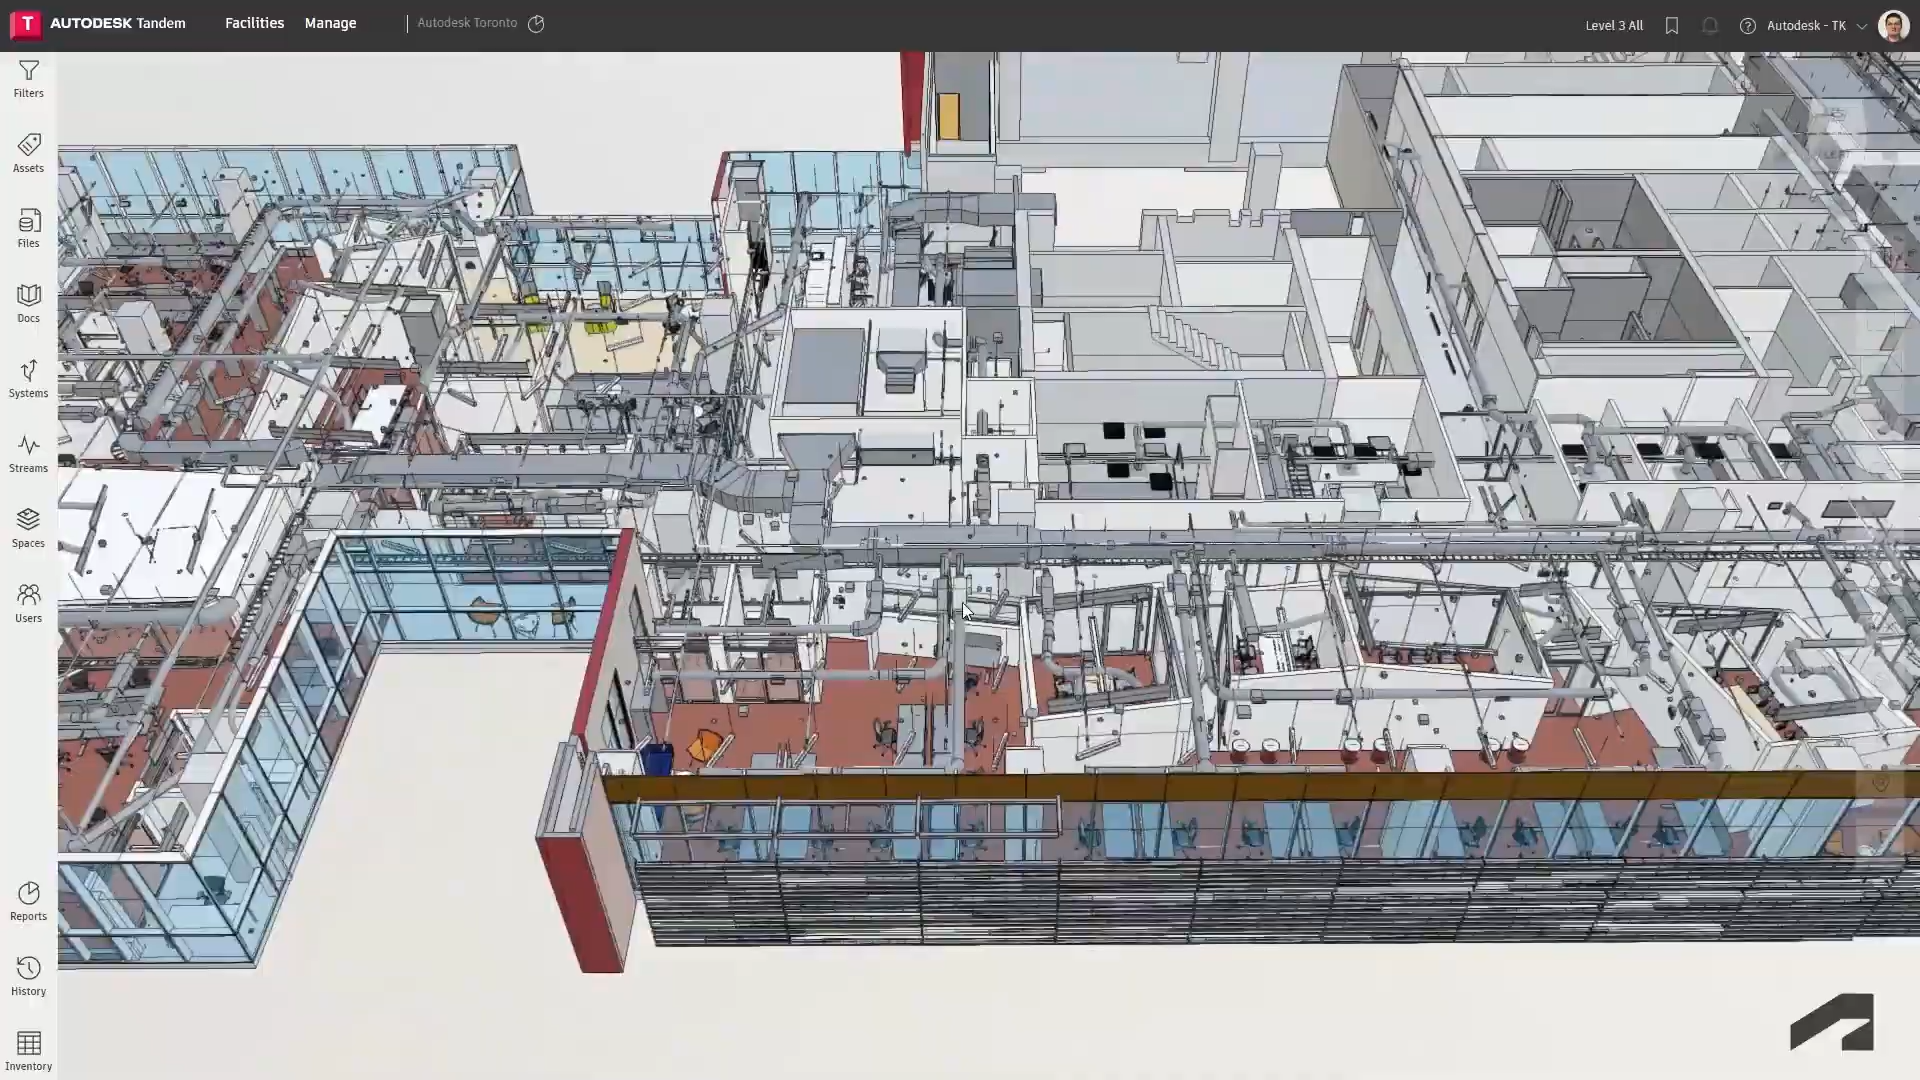 T AUTODESK Tandem
Facilities
Manage
Autodesk Toronto
Level 3 All
Autodesk - TK
Filters
Assets
Files
Docs
Systems
Streams
Spaces
Users
Reports
History
Inventory